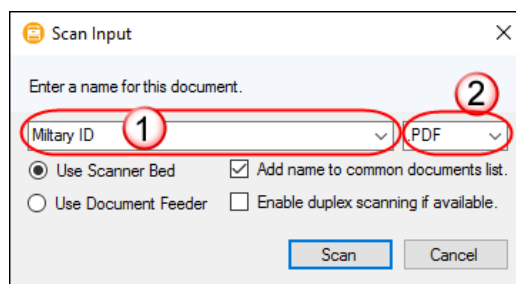 Scan Input
Enter a name for this document.
2
Miltary ID 1 PDF
Use Scanner Bed Add name to common documents list.
Use Document Feeder Enable duplex scanning if available.
Scan Cancel